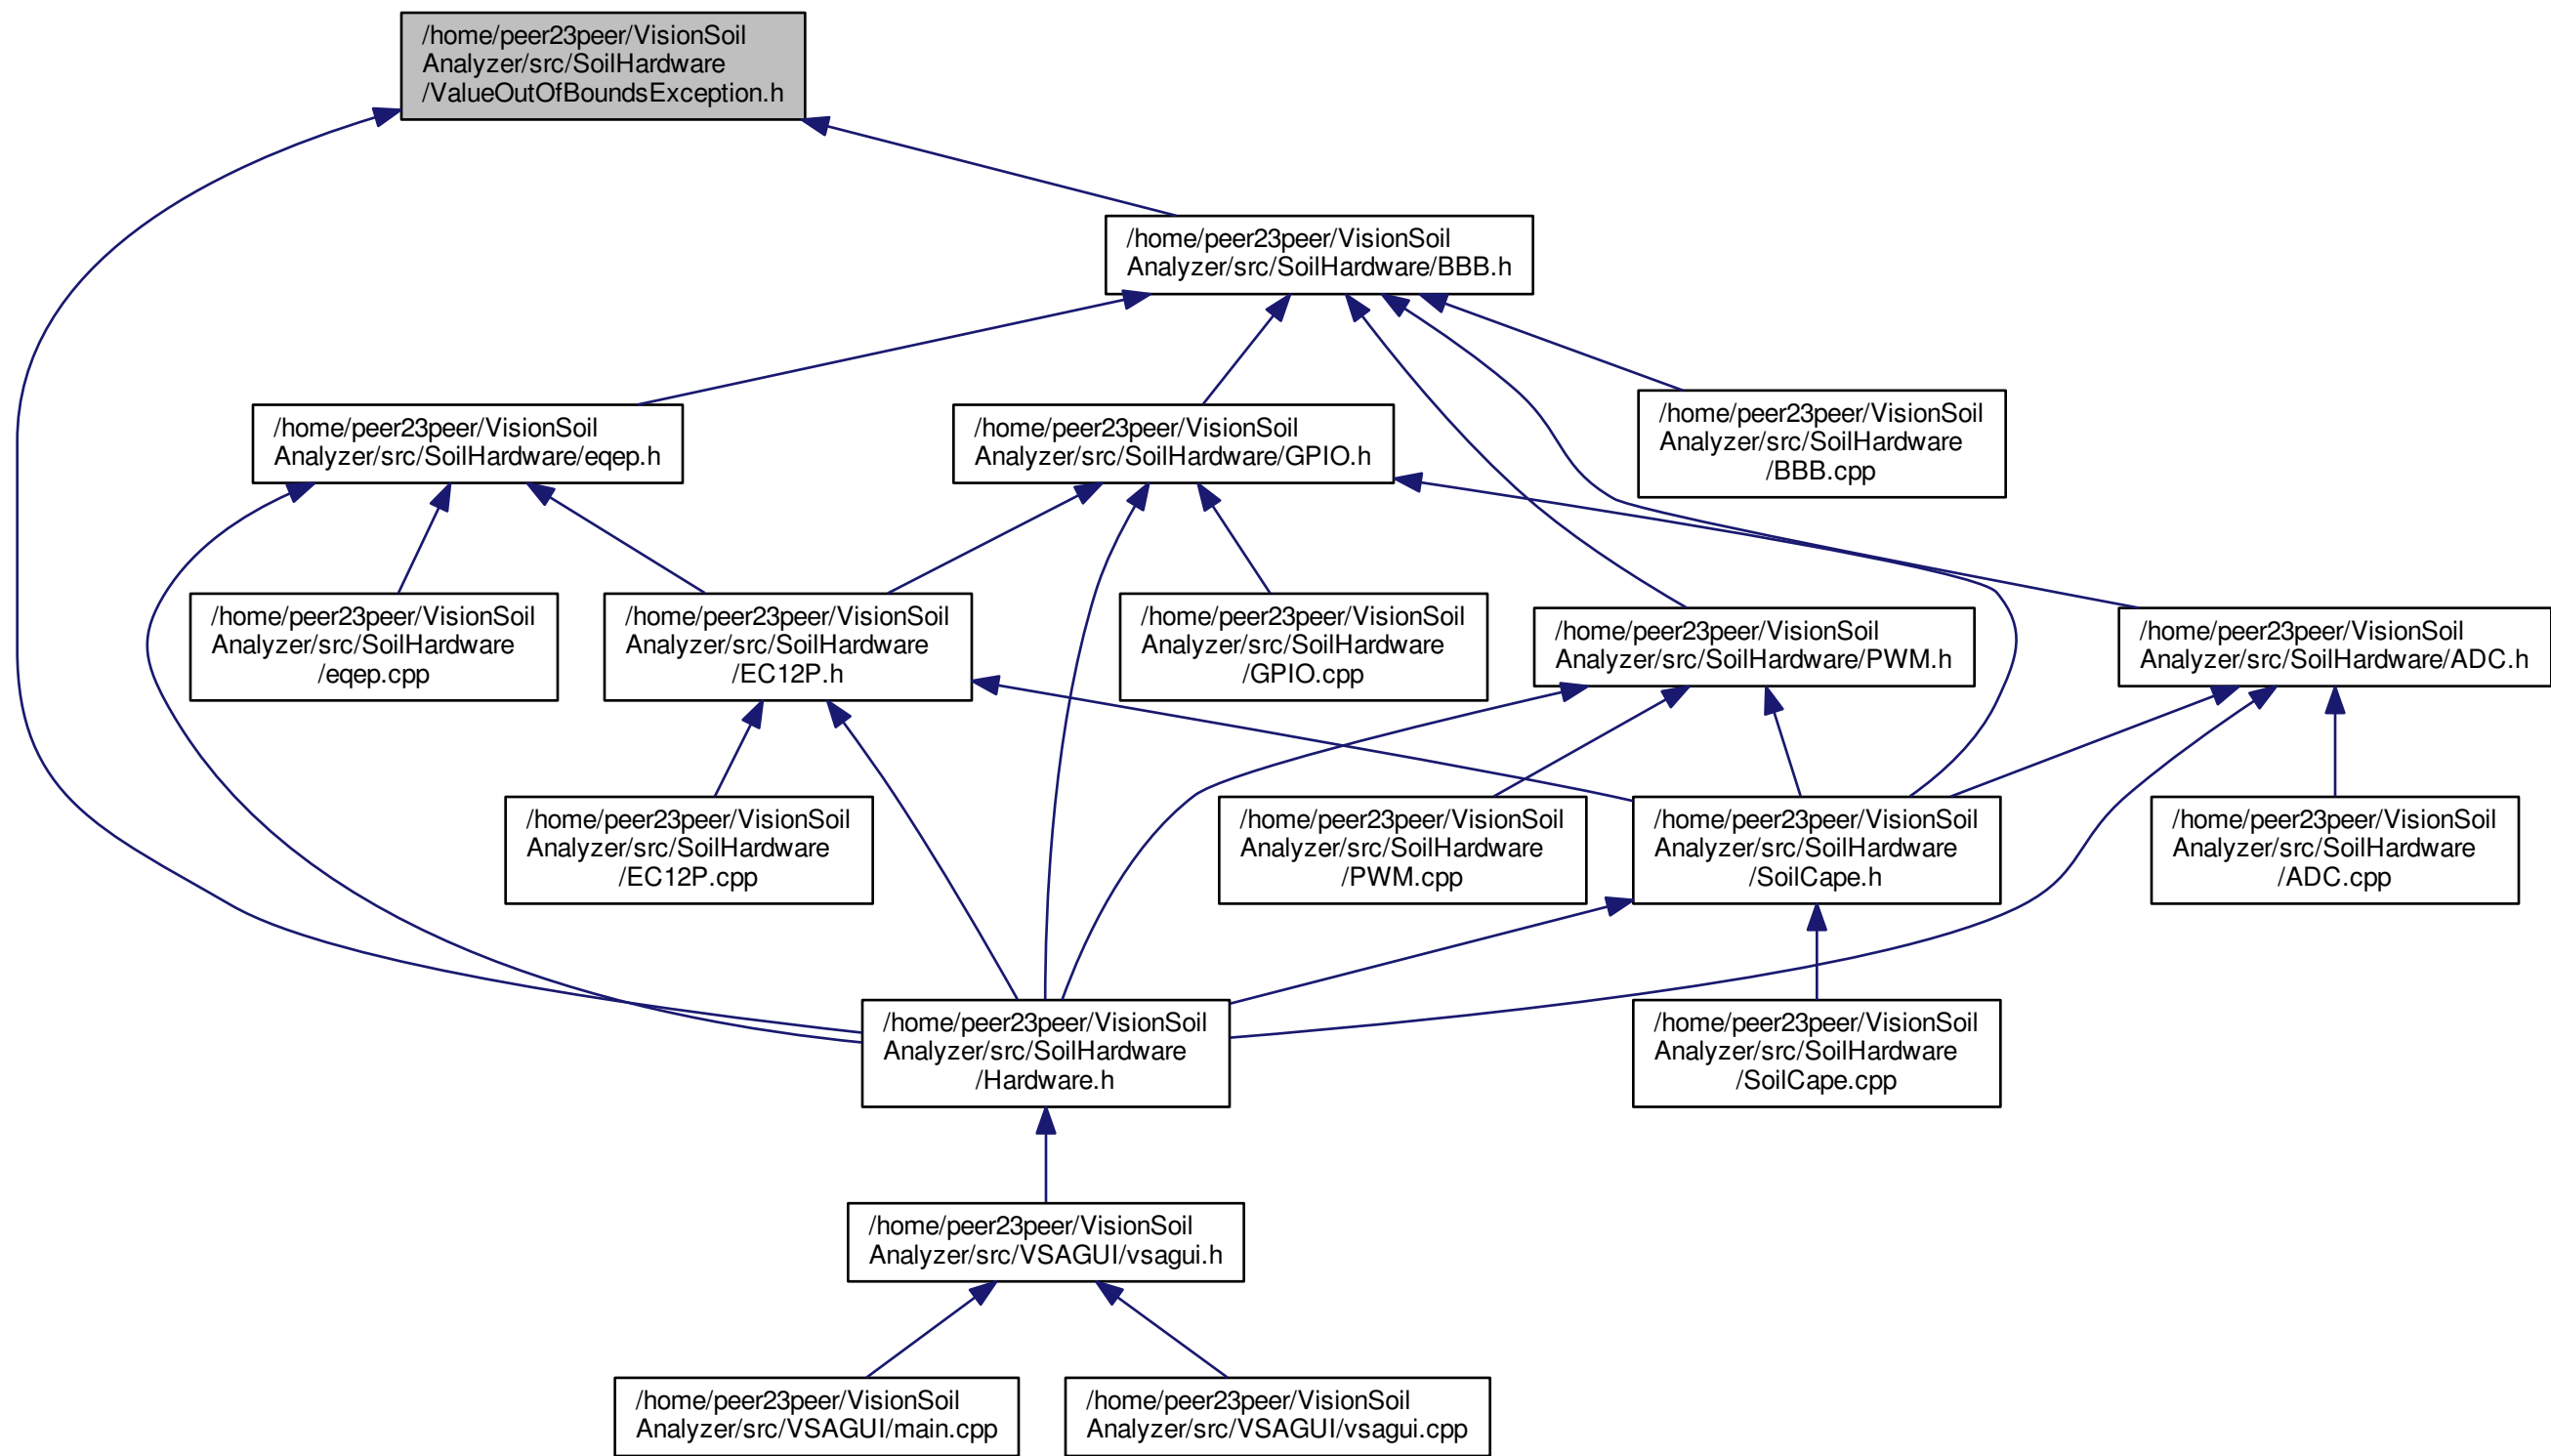 /home/peer23peer/VisionSoil
Analyzer/src/SoilHardware
/ValueOutOfBoundsException.h
/home/peer23peer/VisionSoil
Analyzer/src/SoilHardware/BBB.h
/home/peer23peer/VisionSoil
Analyzer/src/SoilHardware/eqep.h
/home/peer23peer/VisionSoil
Analyzer/src/SoilHardware/GPIO.h
/home/peer23peer/VisionSoil
Analyzer/src/SoilHardware
/BBB.cpp
/home/peer23peer/VisionSoil
Analyzer/src/SoilHardware
/eqep.cpp
/home/peer23peer/VisionSoil
Analyzer/src/SoilHardware
/EC12P.h
/home/peer23peer/VisionSoil
Analyzer/src/SoilHardware
/GPIO.cpp
/home/peer23peer/VisionSoil
Analyzer/src/SoilHardware/PWM.h
/home/peer23peer/VisionSoil
Analyzer/src/SoilHardware/ADC.h
/home/peer23peer/VisionSoil
Analyzer/src/SoilHardware
/EC12P.cpp
/home/peer23peer/VisionSoil
Analyzer/src/SoilHardware
/PWM.cpp
/home/peer23peer/VisionSoil
Analyzer/src/SoilHardware
/SoilCape.h
/home/peer23peer/VisionSoil
Analyzer/src/SoilHardware
/ADC.cpp
/home/peer23peer/VisionSoil
Analyzer/src/SoilHardware
/Hardware.h
/home/peer23peer/VisionSoil
Analyzer/src/SoilHardware
/SoilCape.cpp
/home/peer23peer/VisionSoil
Analyzer/src/VSAGUI/vsagui.h
/home/peer23peer/VisionSoil
Analyzer/src/VSAGUI/main.cpp
/home/peer23peer/VisionSoil
Analyzer/src/VSAGUI/vsagui.cpp